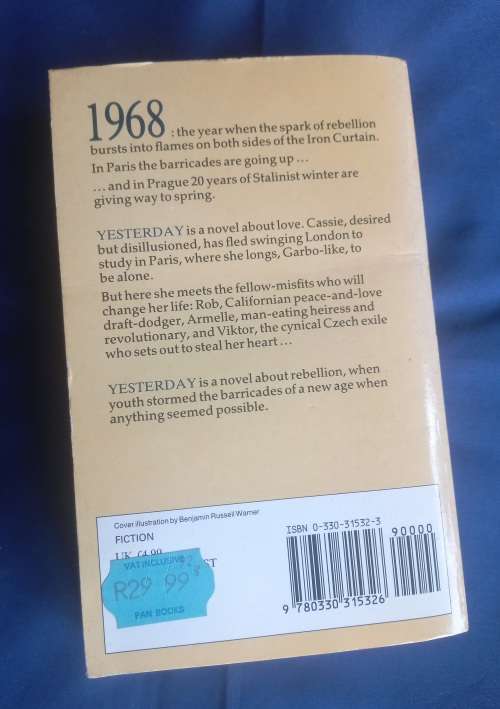 1968 : the year when the spark of rebellion
bursts into flames on both sides of the Iron Curtain.
In Paris the barricades are going up ...
... and in Prague 20 years of Stalinist winter are
giving way to spring.
YESTERDAY is a novel about love. Cassie, desired
but disillusioned, has fled swinging London to
study in Paris, where she longs, Garbo-like, to
be alone.
But here she meets the fellow-misfits who will
change her life: Rob, Californian peace-and-love
draft-dodger, Armelle, man-eating heiress and
revolutionary, and Viktor, the cynical Czech exile
who sets out to steal her heart ...
YESTERDAY is a novel about rebellion, when
youth stormed the barricades of a new age when
anything seemed possible.
Cover illustration by Benjamin Russell Warner
FICTION
UK £4.99
VAT INCLUSIVE
R29 99
PAN BOOKS
ISBN 0-330-31532-3
90000
9 780330 315326